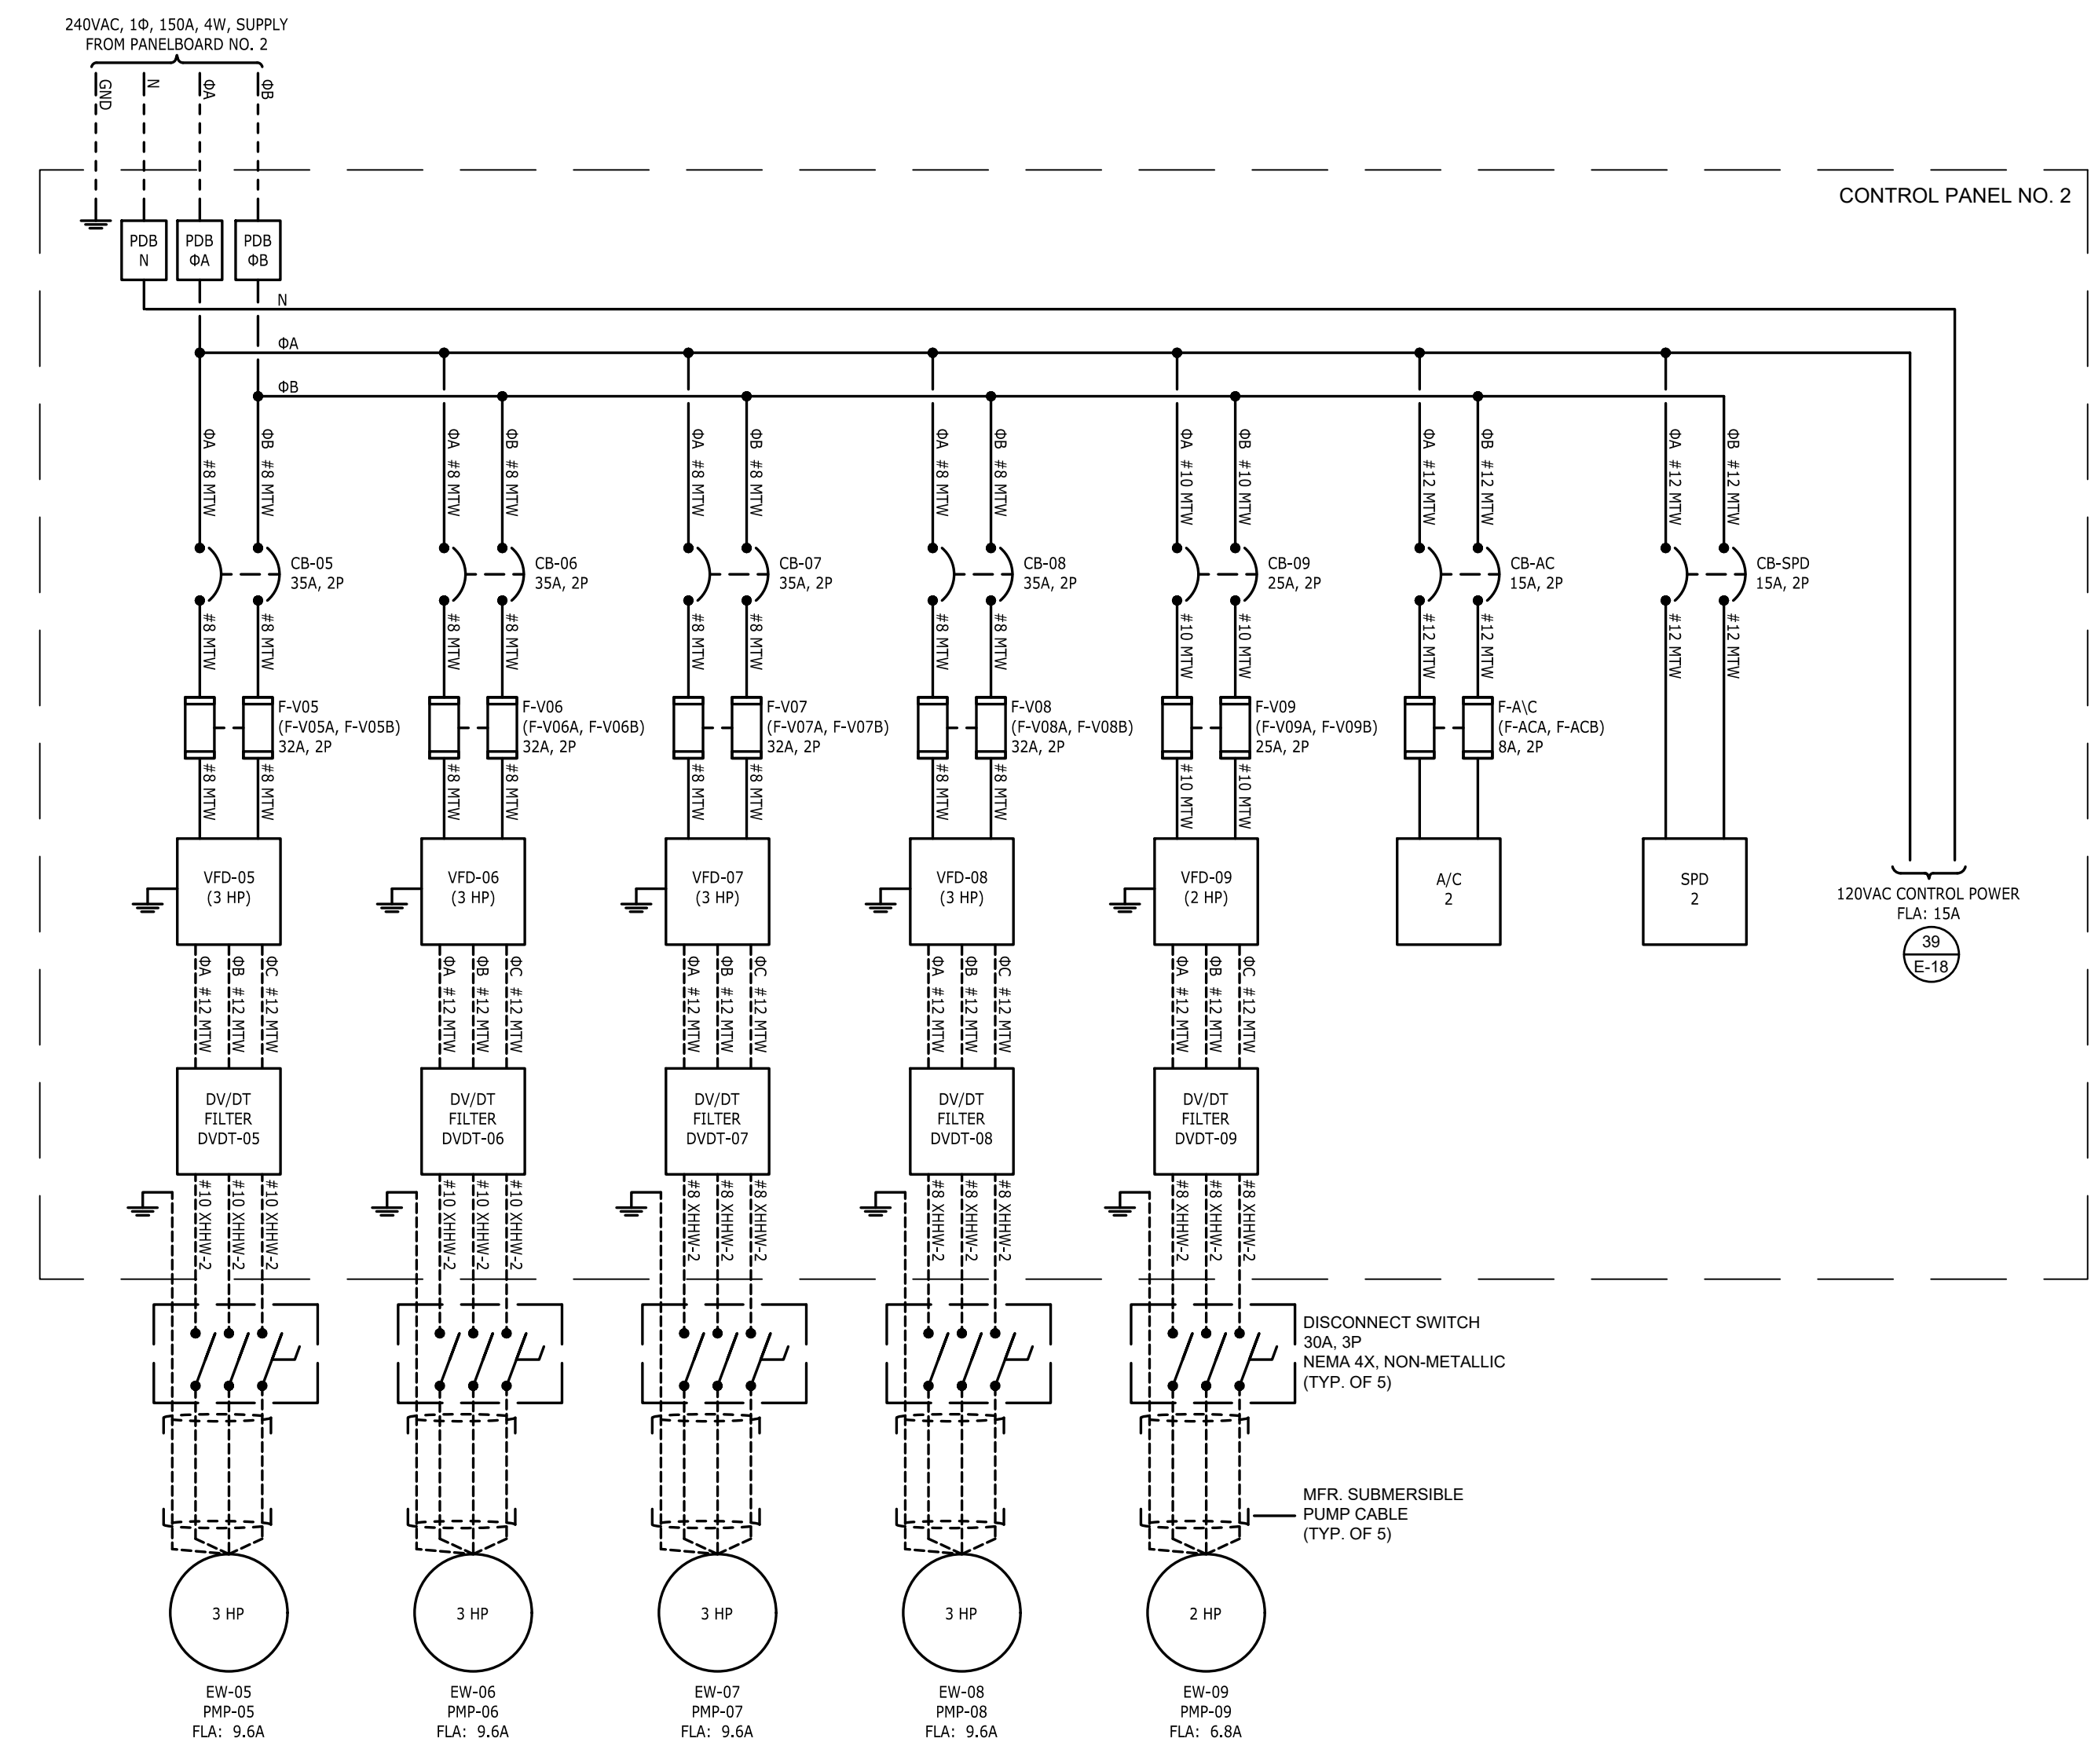 240VAC, 1Φ, 150A, 4W, SUPPLY
FROM PANELBOARD NO. 2
GND
N
ΦA
ΦB
CONTROL PANEL NO. 2
PDB
N
PDB
ΦA
PDB
ΦB
N
ΦA
ΦB
ΦA #8 MTW
ΦB #8 MTW
ΦA #8 MTW
ΦB #8 MTW
ΦA #8 MTW
ΦB #8 MTW
ΦA #8 MTW
ΦB #8 MTW
ΦA #10 MTW
ΦB #10 MTW
ΦA #12 MTW
ΦB #12 MTW
ΦA #12 MTW
ΦB #12 MTW
CB-05
35A, 2P
CB-06
35A, 2P
CB-07
35A, 2P
CB-08
35A, 2P
CB-09
25A, 2P
CB-AC
15A, 2P
CB-SPD
15A, 2P
#8 MTW
#8 MTW
#8 MTW
#8 MTW
#8 MTW
#8 MTW
#8 MTW
#8 MTW
#10 MTW
#10 MTW
#12 MTW
#12 MTW
#12 MTW
#12 MTW
F-V05
(F-V05A, F-V05B)
32A, 2P
F-V06
(F-V06A, F-V06B)
32A, 2P
F-V07
(F-V07A, F-V07B)
32A, 2P
F-V08
(F-V08A, F-V08B)
32A, 2P
F-V09
(F-V09A, F-V09B)
25A, 2P
F-A\C
(F-ACA, F-ACB)
8A, 2P
#8 MTW
#8 MTW
#8 MTW
#8 MTW
#8 MTW
#8 MTW
#8 MTW
#8 MTW
#10 MTW
#10 MTW
VFD-05
(3 HP)
VFD-06
(3 HP)
VFD-07
(3 HP)
VFD-08
(3 HP)
VFD-09
(2 HP)
A/C
2
SPD
2
120VAC CONTROL POWER
FLA: 15A
39
E-18
ΦA #12 MTW
ΦB #12 MTW
ΦC #12 MTW
ΦA #12 MTW
ΦB #12 MTW
ΦC #12 MTW
ΦA #12 MTW
ΦB #12 MTW
ΦC #12 MTW
ΦA #12 MTW
ΦB #12 MTW
ΦC #12 MTW
ΦA #12 MTW
ΦB #12 MTW
ΦC #12 MTW
DV/DT
FILTER
DVDT-05
DV/DT
FILTER
DVDT-06
DV/DT
FILTER
DVDT-07
DV/DT
FILTER
DVDT-08
DV/DT
FILTER
DVDT-09
#10 XHHW-2
#10 XHHW-2
#10 XHHW-2
#10 XHHW-2
#10 XHHW-2
#10 XHHW-2
#8 XHHW-2
#8 XHHW-2
#8 XHHW-2
#8 XHHW-2
#8 XHHW-2
#8 XHHW-2
#8 XHHW-2
#8 XHHW-2
#8 XHHW-2
DISCONNECT SWITCH
30A, 3P
NEMA 4X, NON-METALLIC
(TYP. OF 5)
MFR. SUBMERSIBLE
PUMP CABLE
(TYP. OF 5)
3 HP
3 HP
3 HP
3 HP
2 HP
EW-05
PMP-05
FLA: 9.6A
EW-06
PMP-06
FLA: 9.6A
EW-07
PMP-07
FLA: 9.6A
EW-08
PMP-08
FLA: 9.6A
EW-09
PMP-09
FLA: 6.8A